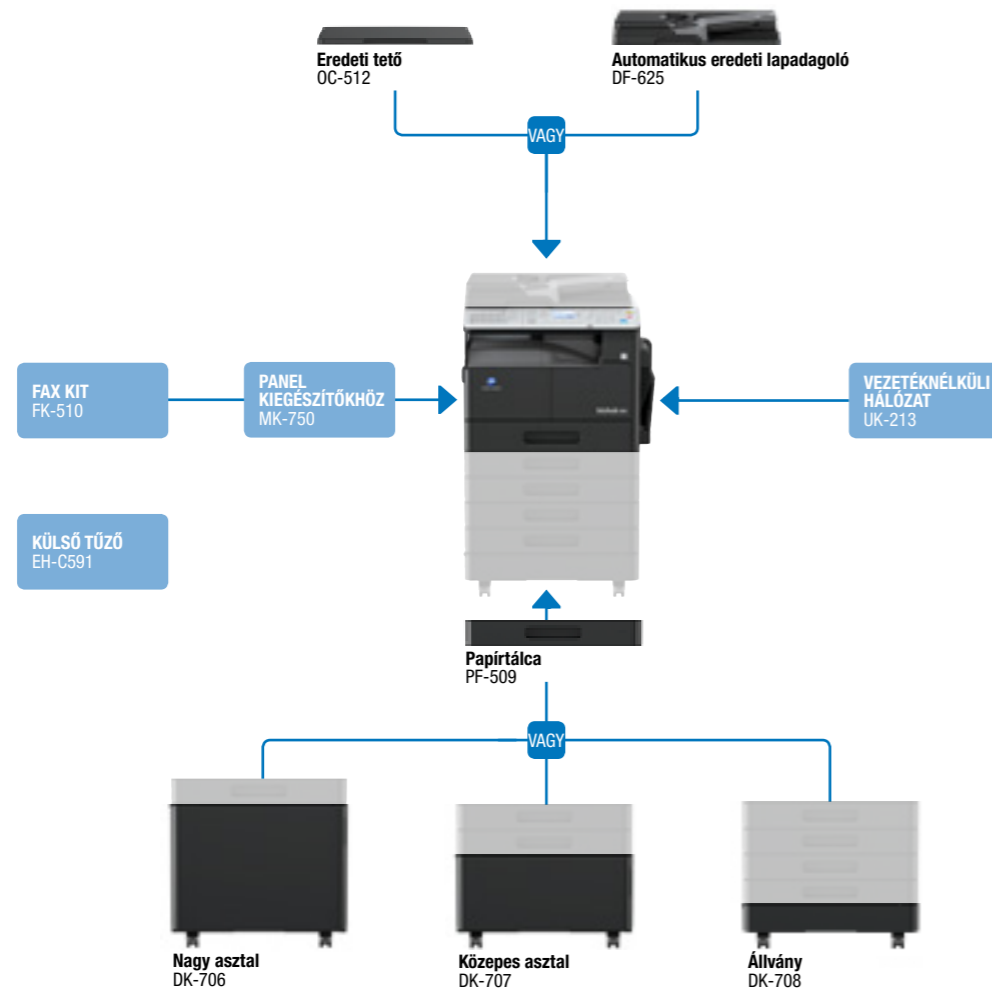 Eredeti tető
OC-512
Automatikus eredeti lapadagoló
DF-625
VAGY
FAX KIT
FK-510
PANEL
KIEGÉSZÍTŐKHÖZ
MK-750
VEZETÉKNÉLKÜLI
HÁLÓZAT
UK-213
KÜLSŐ TŰZŐ
EH-C591
Papírtálca
PF-509
VAGY
Nagy asztal
DK-706
Közepes asztal
DK-707
Állvány
DK-708